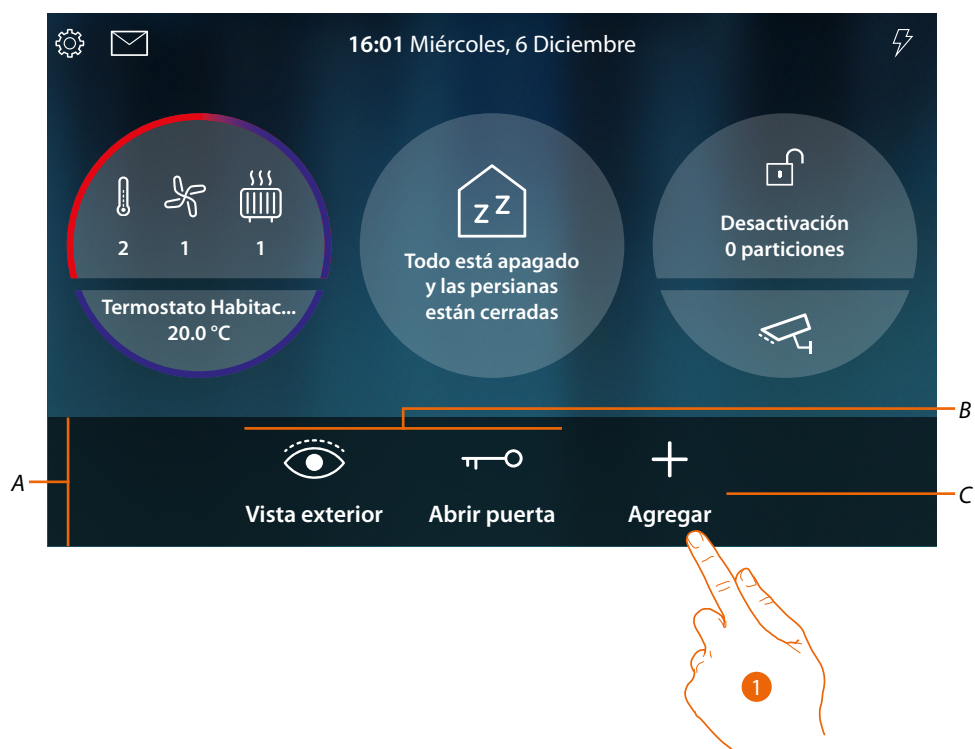 16:01 Miércoles, 6 Diciembre
2 1 1
Termostato Habitac...
20.0 °C
z Z
Todo está apagado
y las persianas
están cerradas
Desactivación
0 particiones
B
A
C
Vista exterior Abrir puerta Agregar
1